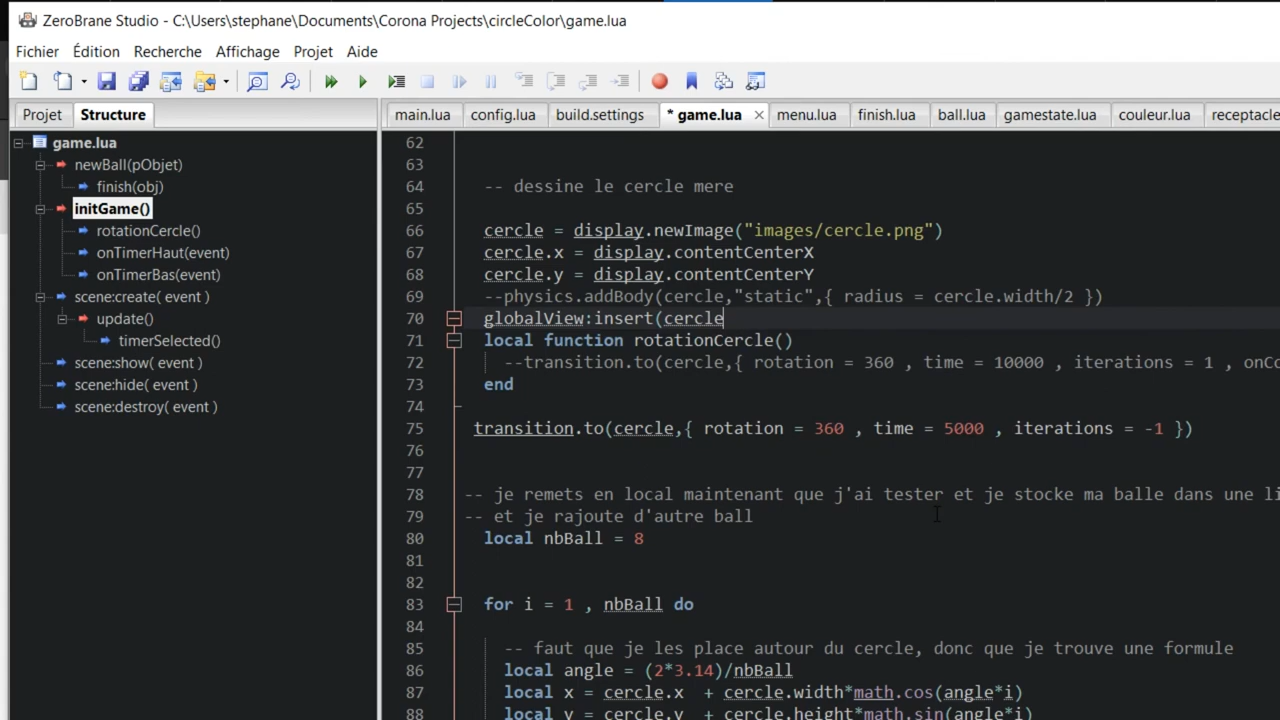 ZeroBrane Studio - C:\Users\stephane\Documents\Corona Projects\circleColor\game.lua
Fichier Édition Recherche Affichage Projet Aide
Projet Structure
main.lua config.lua build.settings * game.lua menu.lua finish.lua ball.lua gamestate.lua couleur.lua receptacle
game.lua
newBall(pObjet)
finish(obj)
initGame()
rotationCercle()
onTimerHaut(event)
onTimerBas(event)
scene:create( event )
update()
timerSelected()
scene:show( event )
scene:hide( event )
scene:destroy( event )
62
63
64 -- dessine le cercle mere
65
66 cercle = display.newImage("images/cercle.png")
67 cercle.x = display.contentCenterX
68 cercle.y = display.contentCenterY
69 --physics.addBody(cercle,"static",{ radius = cercle.width/2 })
70 globalView:insert(cercle
71 local function rotationCercle()
72 --transition.to(cercle,{ rotation = 360 , time = 10000 , iterations = 1 , onCo
73 end
74
75 transition.to(cercle,{ rotation = 360 , time = 5000 , iterations = -1 })
76
77
78 -- je remets en local maintenant que j'ai tester et je stocke ma balle dans une li
79 -- et je rajoute d'autre ball
80 local nbBall = 8
81
82
83 for i = 1 , nbBall do
84
85 -- faut que je les place autour du cercle, donc que je trouve une formule
86 local angle = (2*3.14)/nbBall
87 local x = cercle.x + cercle.width*math.cos(angle*i)
88 local y = cercle.y + cercle.height*math.sin(angle*i)